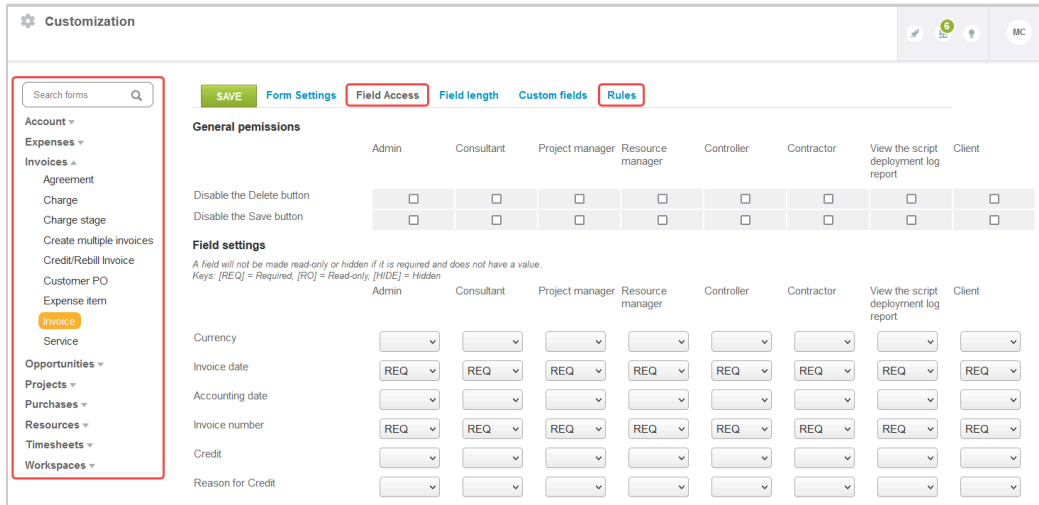 Customization
6
MC
Search forms
SAVE Form Settings Field Access Field length Custom fields Rules
Account
Expenses
Invoices
Agreement
Charge
Charge stage
Create multiple invoices
Credit/Rebill Invoice
Customer PO
Expense item
Invoice
Service
Opportunities
Projects
Purchases
Resources
Timesheets
Workspaces
General pemissions
Admin Consultant Project manager Resource manager Controller Contractor View the script deployment log report Client
Disable the Delete button
Disable the Save button
Field settings
A field will not be made read-only or hidden if it is required and does not have a value.
Keys: [REQ] = Required, [RO] = Read-only, [HIDE] = Hidden
Admin Consultant Project manager Resource manager Controller Contractor View the script deployment log report Client
Currency
Invoice date REQ REQ REQ REQ REQ REQ REQ REQ
Accounting date
Invoice number REQ REQ REQ REQ REQ REQ REQ REQ
Credit
Reason for Credit